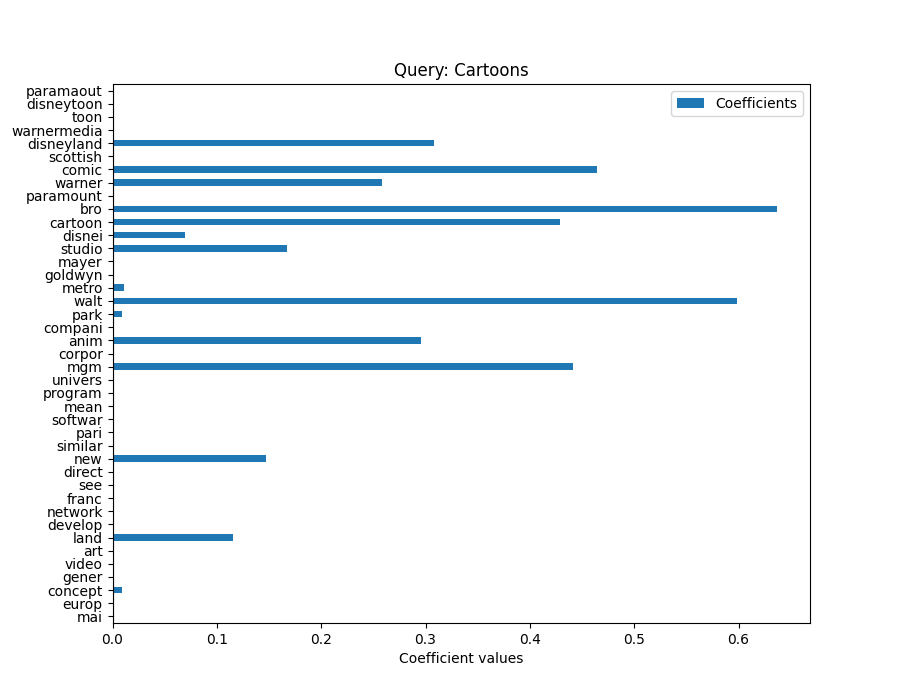 Query: Cartoons
Coefficients
paramaout
disneytoon
toon
warnermedia
disneyland
scottish
comic
warner
paramount
bro
cartoon
disnei
studio
mayer
goldwyn
metro
walt
park
compani
anim
corpor
mgm
univers
program
mean
softwar
pari
similar
new
direct
see
franc
network
develop
land
art
video
gener
concept
europ
mai
0.0 0.1 0.2 0.3 0.4 0.5 0.6
Coefficient values